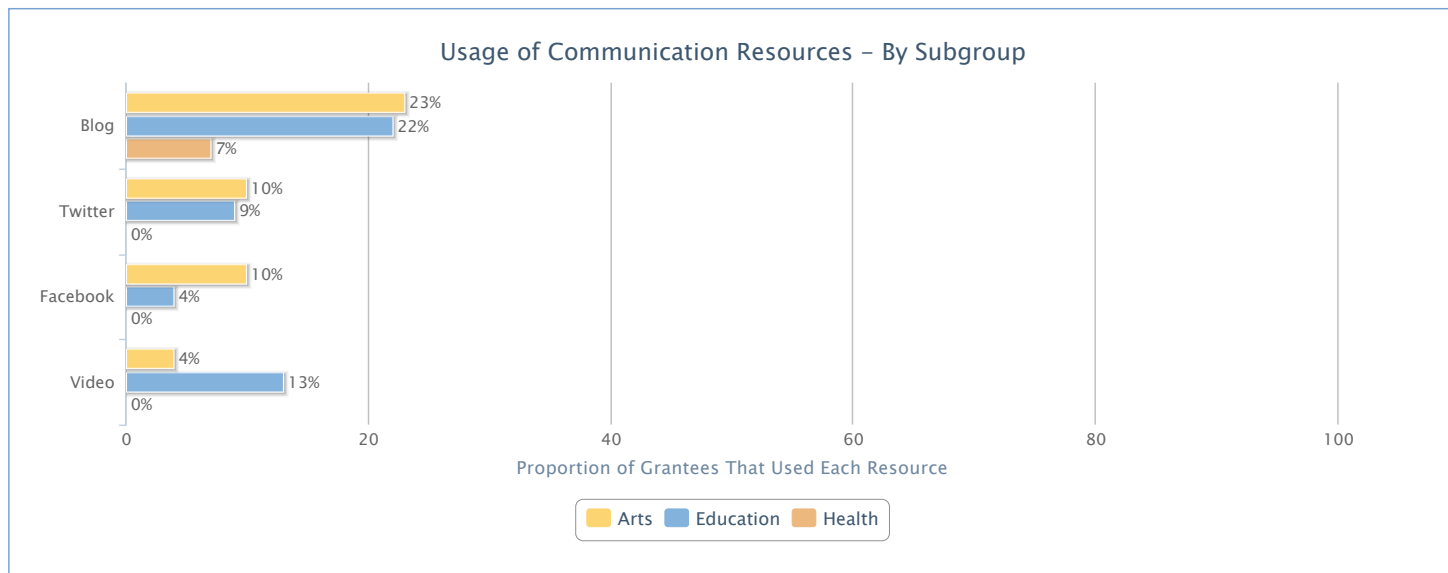 Usage of Communication Resources – By Subgroup
Blog
23%
22%
7%
Twitter
10%
9%
0%
Facebook
10%
4%
0%
Video
4%
13%
0%
0 20 40 60 80 100
Proportion of Grantees That Used Each Resource
Arts Education Health